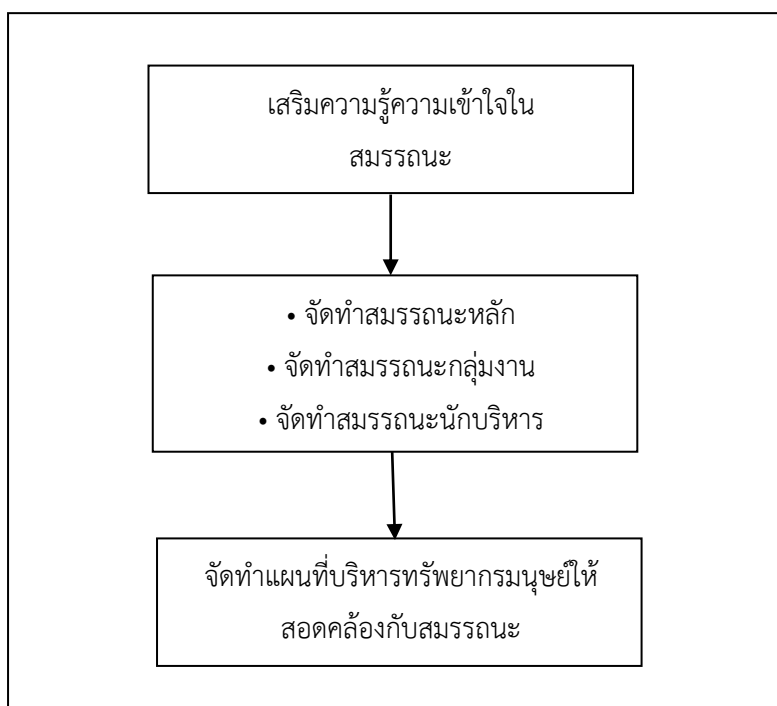 เสริมความรู้ความเข้าใจใน
สมรรถนะ
• จัดทำสมรรถนะหลัก
• จัดทำสมรรถนะกลุ่มงาน
• จัดทำสมรรถนะนักบริหาร
จัดทำแผนที่บริหารทรัพยากรมนุษย์ให้
สอดคล้องกับสมรรถนะ